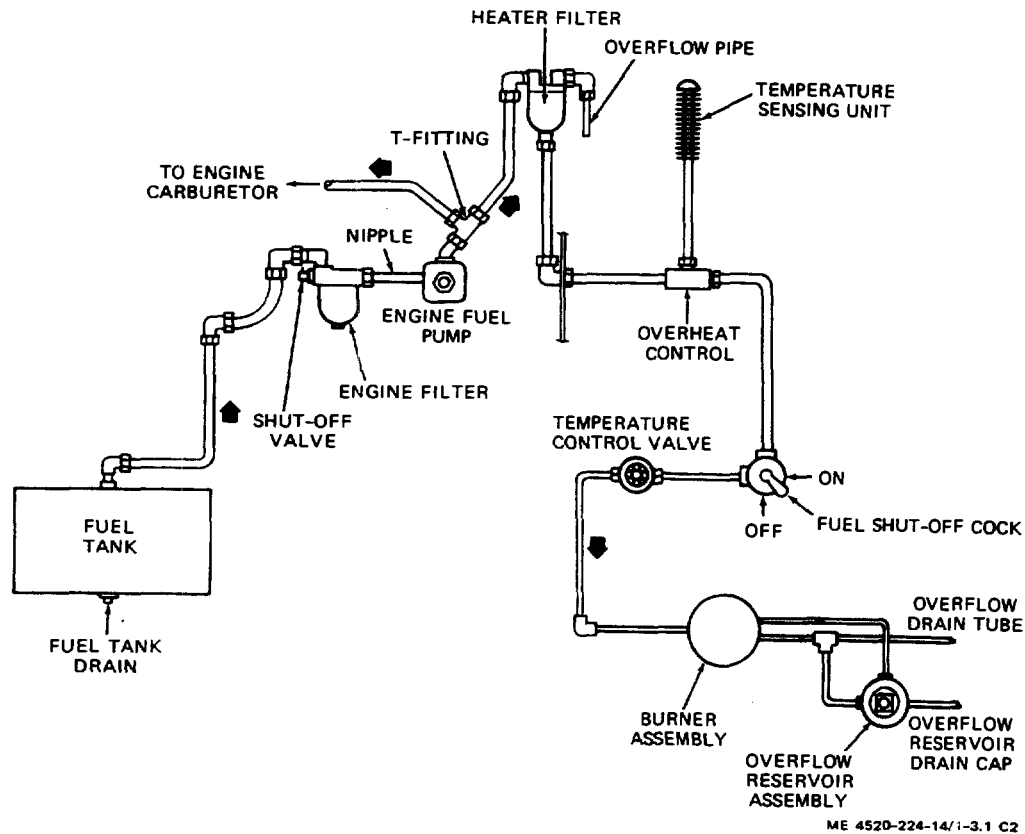 HEATER FILTER
OVERFLOW PIPE
TEMPERATURE
SENSING UNIT
T-FITTING
TO ENGINE
CARBURETOR
NIPPLE
ENGINE FUEL
PUMP
OVERHEAT
CONTROL
ENGINE FILTER
SHUT-OFF
VALVE
TEMPERATURE
CONTROL VALVE
ON
OFF
FUEL SHUT-OFF COCK
FUEL
TANK
FUEL TANK
DRAIN
OVERFLOW
DRAIN TUBE
BURNER
ASSEMBLY
OVERFLOW
RESERVOIR
DRAIN CAP
OVERFLOW
RESERVOIR
ASSEMBLY
ME 4520-224-14/1-3.1 C2